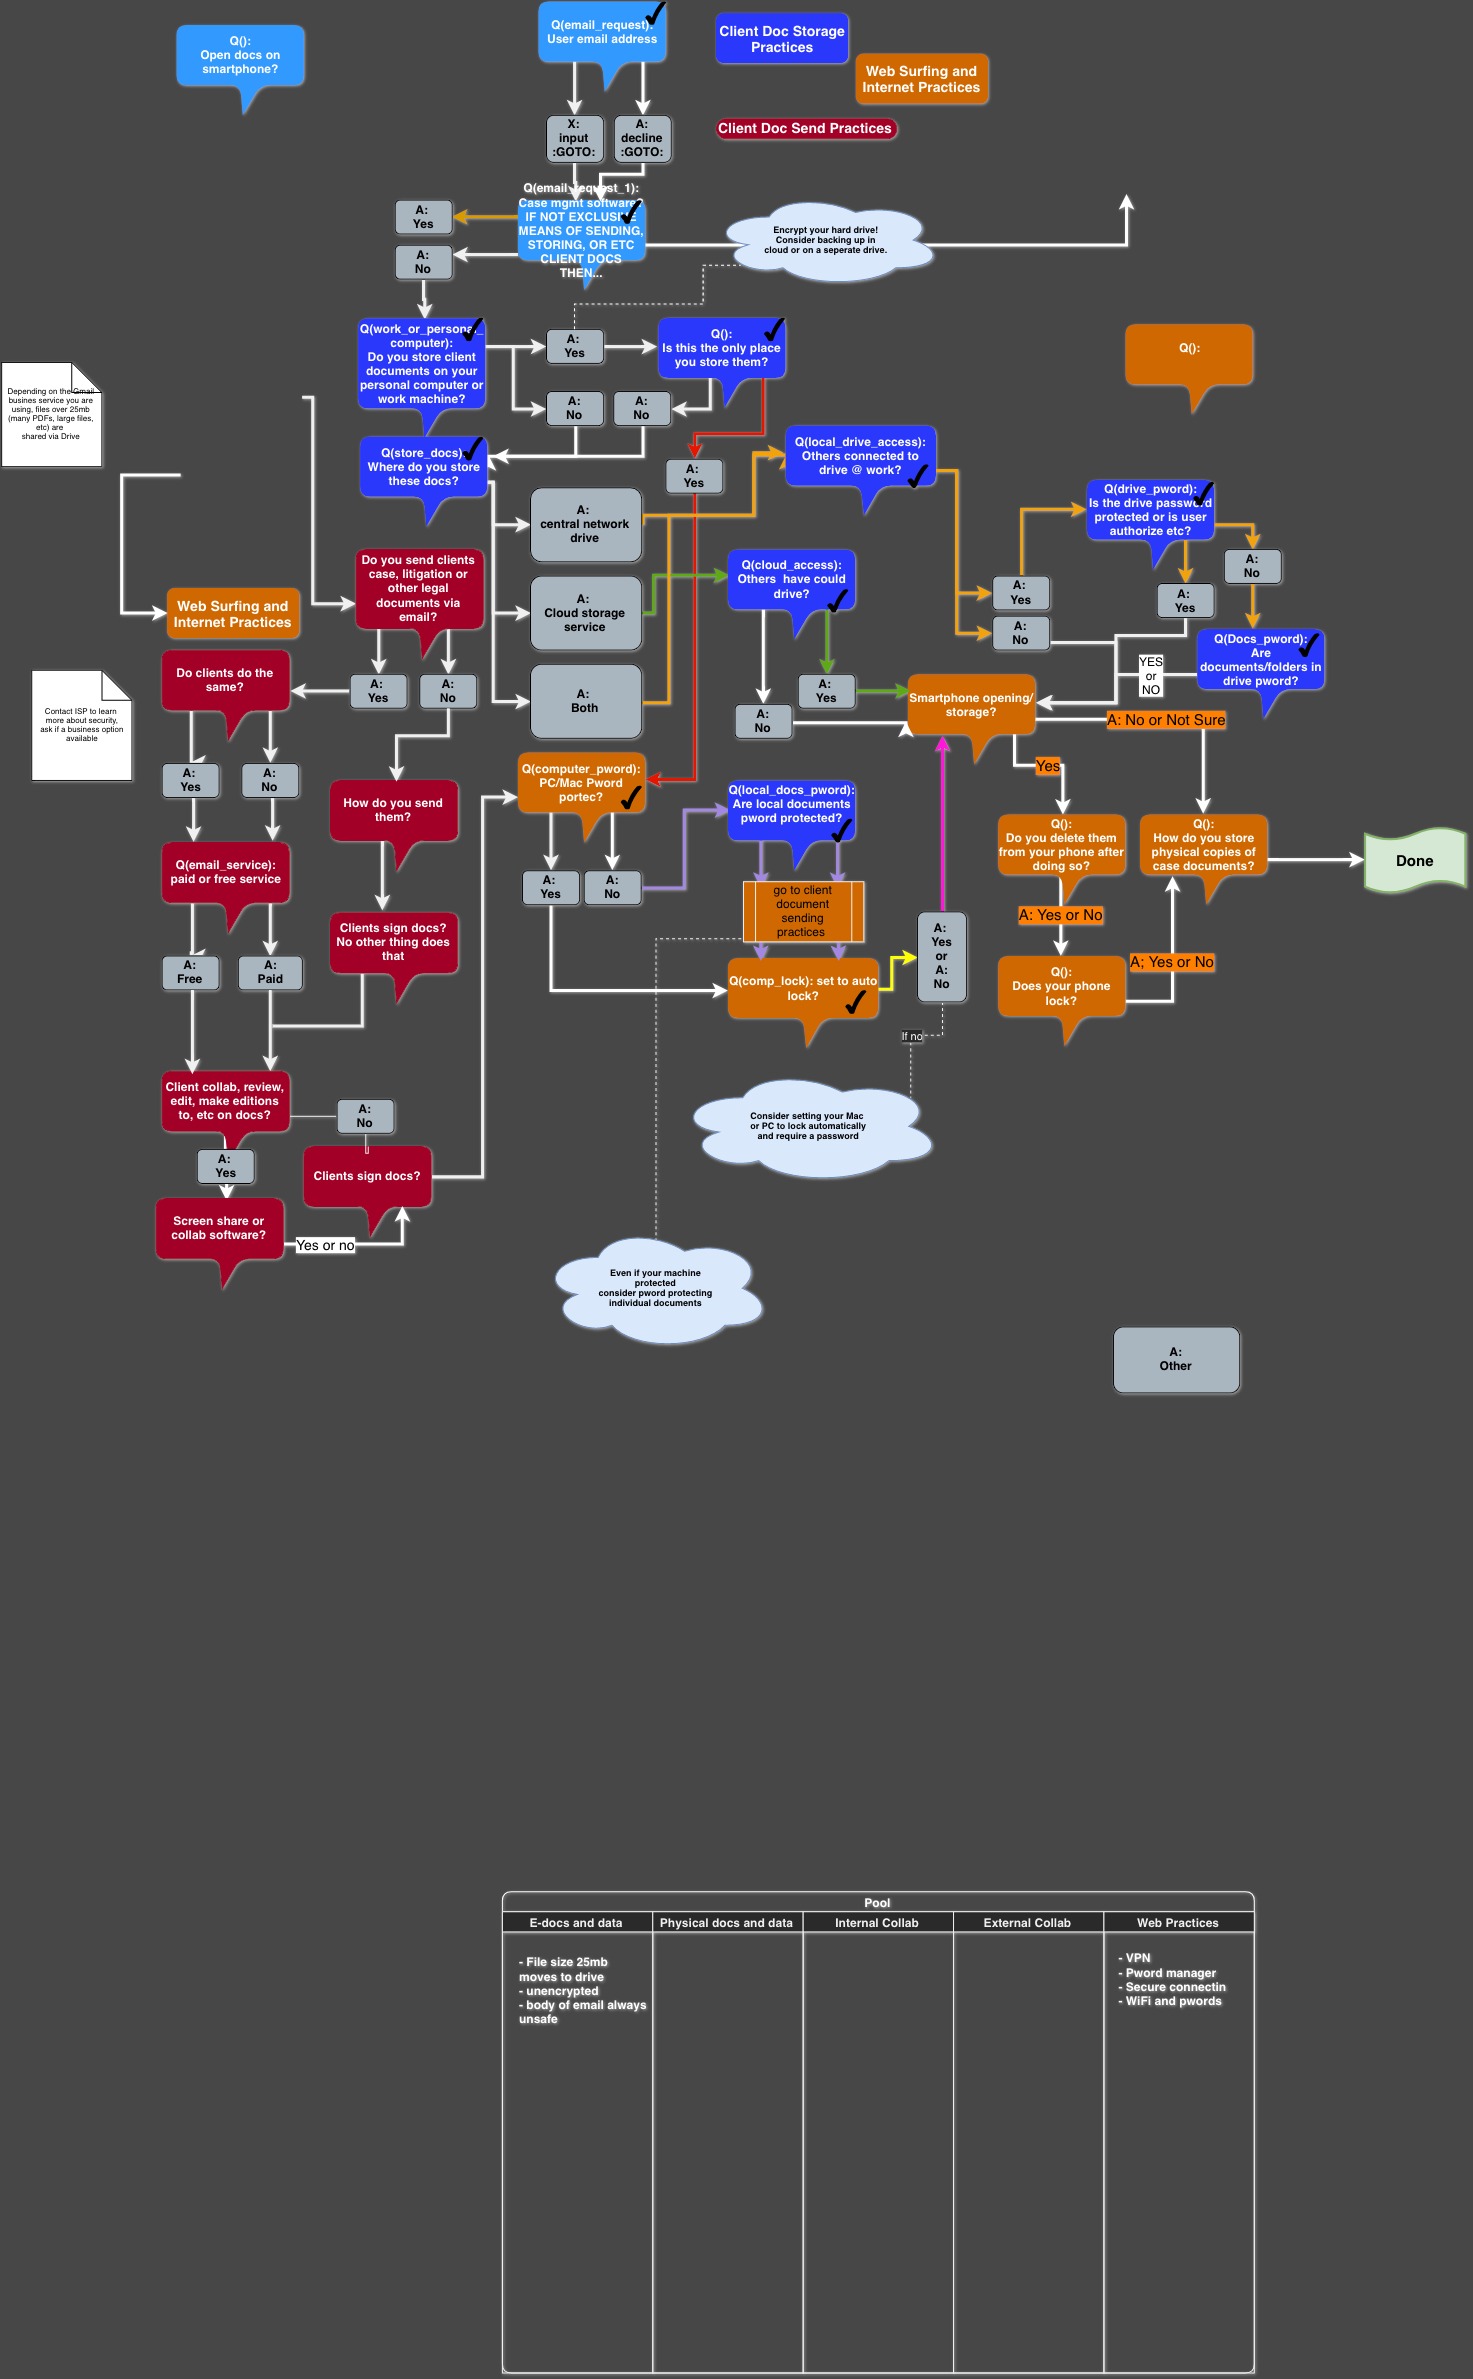 Q():
Open docs on
smartphone?
Q(email_request):
User email address
Client Doc Storage
Practices
Web Surfing and
Internet Practices
Client Doc Send Practices
X:
input
:GOTO:
A:
decline
:GOTO:
Q(email_request_1):
Case mgmt software?
IF NOT EXCLUSIVE
MEANS OF SENDING,
STORING, OR ETC
CLIENT DOCS
THEN...
A:
Yes
A:
No
Encrypt your hard drive!
Consider backing up in
cloud or on a seperate drive.
Q(work_or_personal_
computer):
Do you store client
documents on your
personal computer or
work machine?
A:
Yes
Q():
Is this the only place
you store them?
Q():
A:
No
A:
No
Depending on the Gmail
busines service you are
using, files over 25mb
(many PDFs, large files,
etc) are
shared via Drive
Q(store_docs):
Where do you store
these docs?
A:
Yes
Q(local_drive_access):
Others connected to
drive @ work?
A:
central network
drive
Q(drive_pword):
Is the drive password
protected or is user
authorize etc?
A:
No
Do you send clients
case, litigation or
other legal
documents via
email?
A:
Cloud storage
service
Q(cloud_access):
Others  have could
drive?
A:
Yes
A:
Yes
A:
No
Web Surfing and
Internet Practices
Q(Docs_pword):
Are
documents/folders in
drive pword?
YES
or
NO
Do clients do the
same?
A:
Yes
A:
No
A:
Both
A:
Yes
A:
No
Smartphone opening/
storage?
A: No or Not Sure
Contact ISP to learn
more about security,
ask if a business option
available
A:
Yes
A:
No
How do you send
them?
Q(computer_pword):
PC/Mac Pword
portec?
Q(local_docs_pword):
Are local documents
pword protected?
Yes
Q():
Do you delete them
from your phone after
doing so?
Q():
How do you store
physical copies of
case documents?
Done
Q(email_service):
paid or free service
A:
Yes
A:
No
go to client
document
sending
practices
A:
Yes
or
A:
No
A: Yes or No
Clients sign docs?
No other thing does
that
A:
Free
A:
Paid
Q(comp_lock): set to auto
lock?
Q():
Does your phone
lock?
A; Yes or No
If no
Client collab, review,
edit, make editions
to, etc on docs?
A:
No
Consider setting your Mac
or PC to lock automatically
and require a password
A:
Yes
Clients sign docs?
Screen share or
collab software?
Yes or no
Even if your machine
protected
consider pword protecting
individual documents
A:
Other
Pool
E-docs and data
Physical docs and data
Internal Collab
External Collab
Web Practices
- File size 25mb
moves to drive
- unencrypted
- body of email always
unsafe
- VPN
- Pword manager
- Secure connectin
- WiFi and pwords